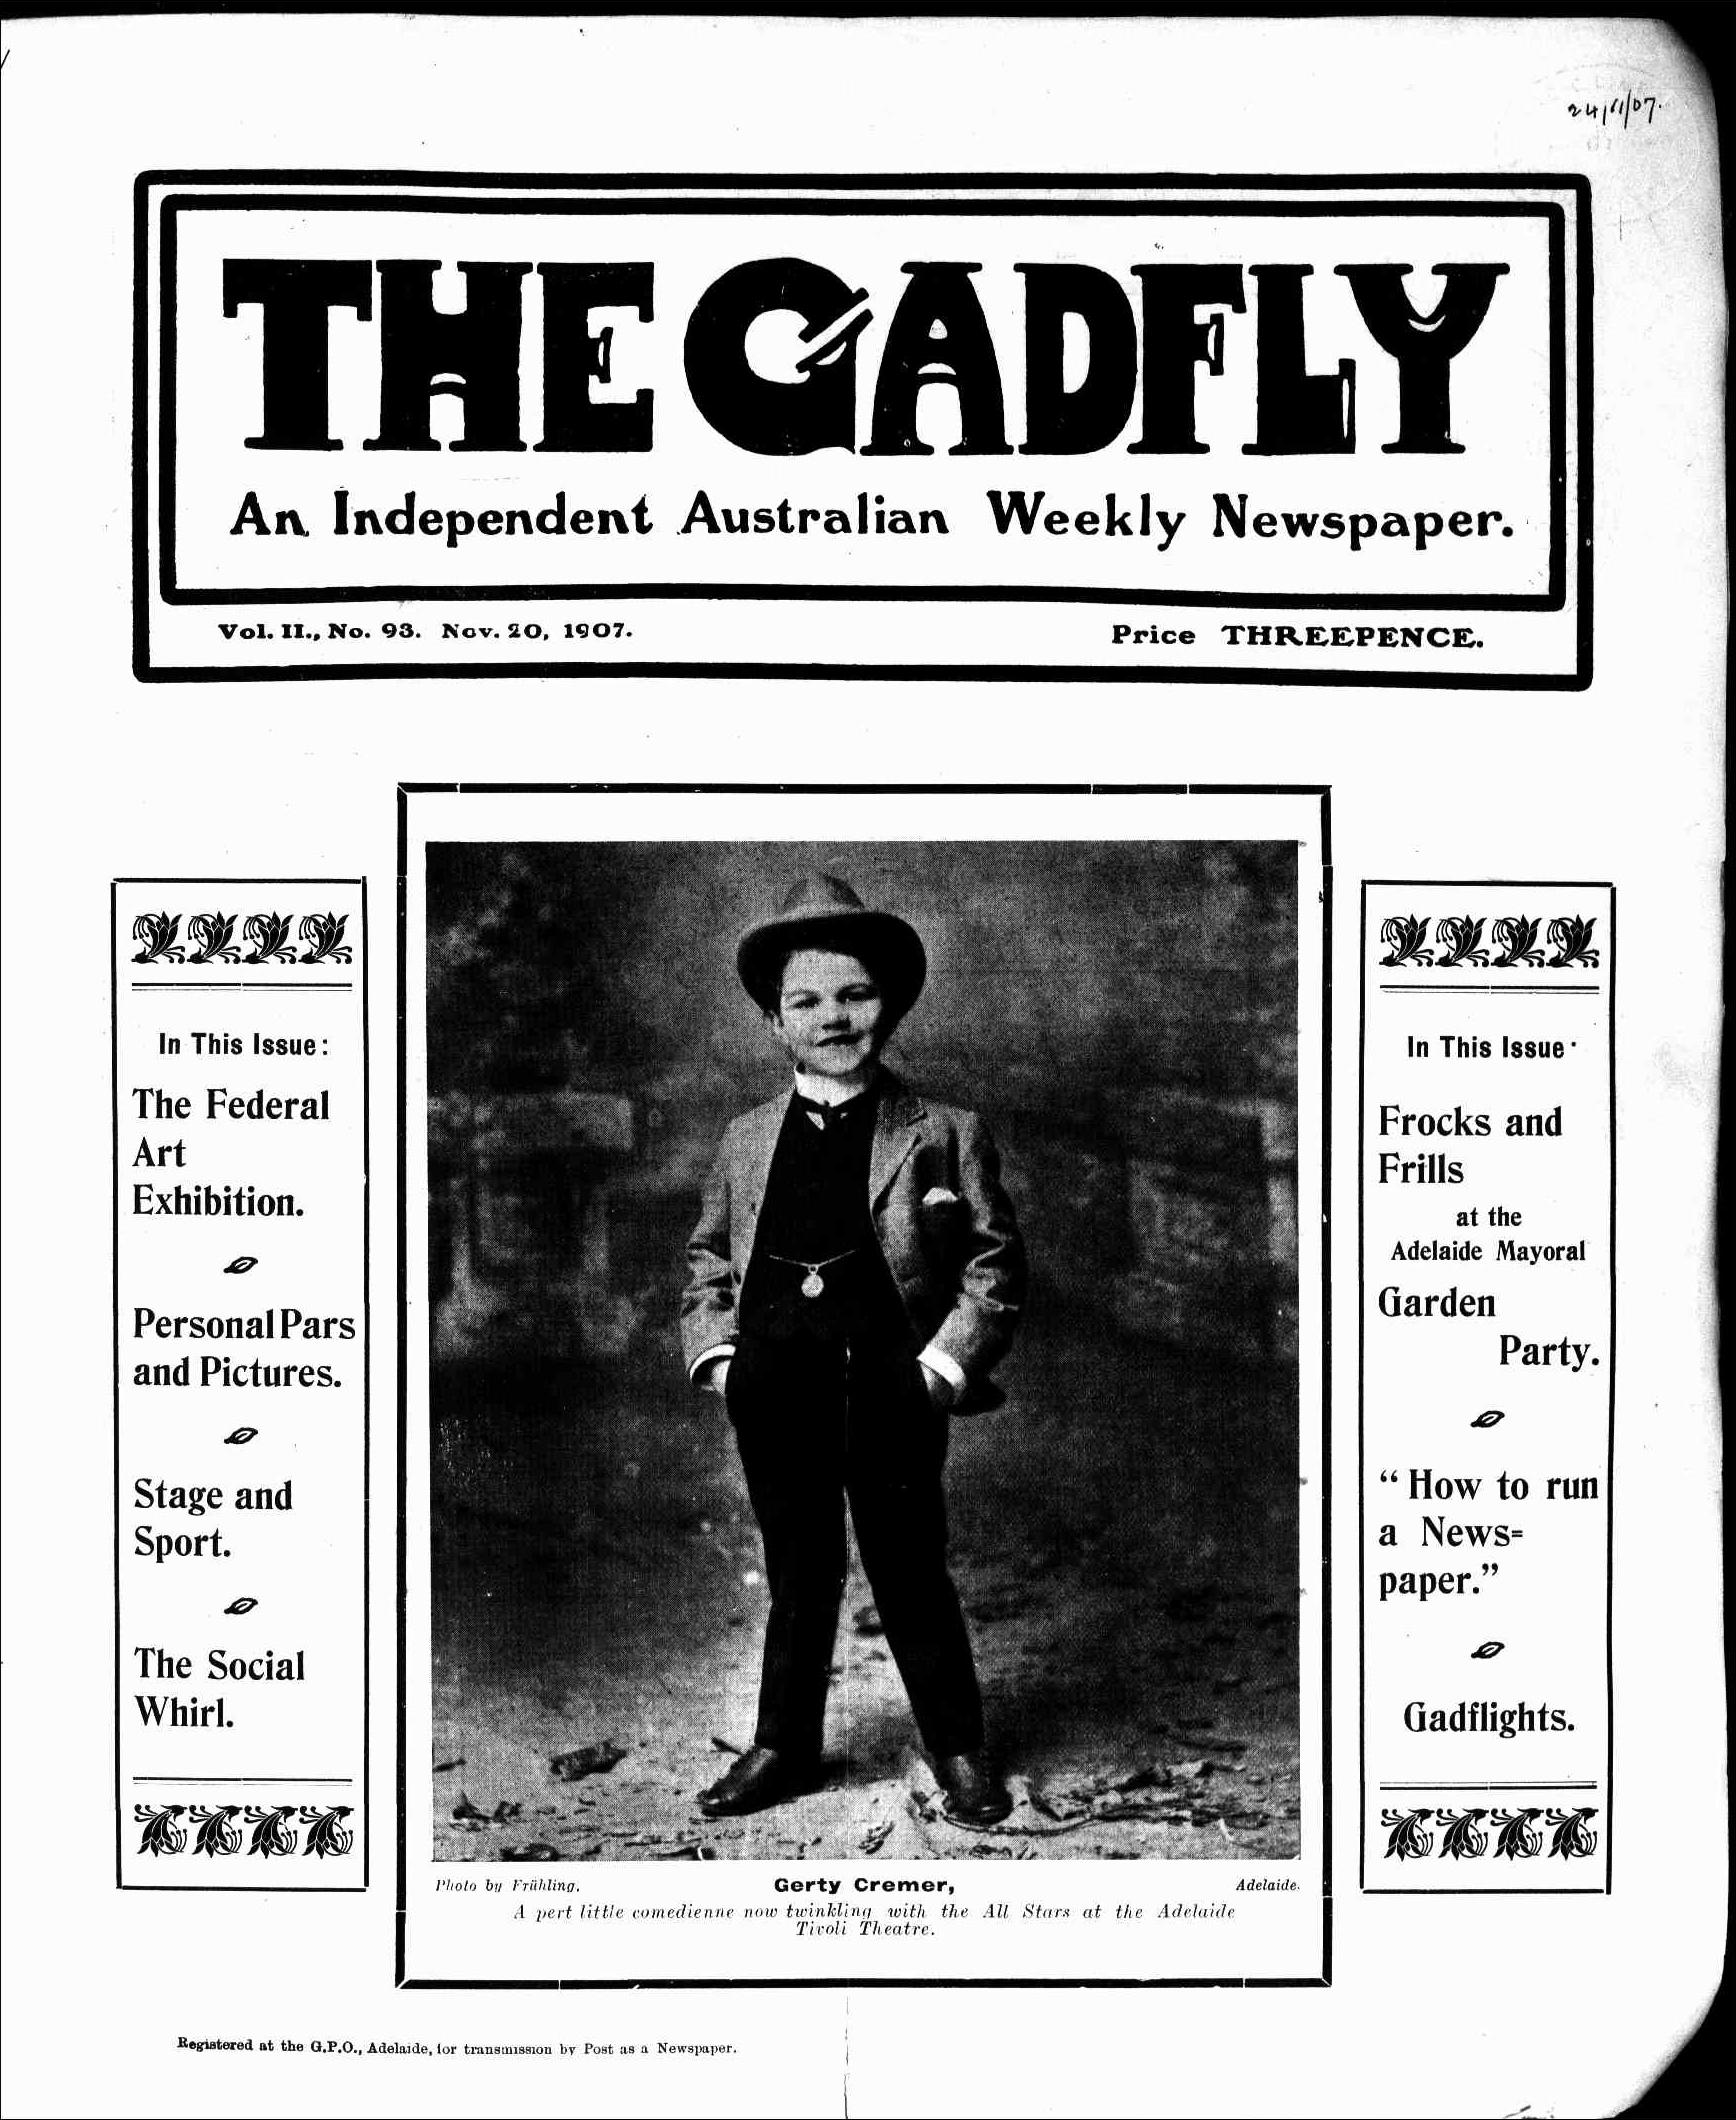 24/11/07.
THE GADFLY
An Independent Australian Weekly Newspaper.
Vol. II., No. 93. Nov. 20, 1907.
Price THREEPENCE.
In This Issue:
The Federal
Art
Exhibition.
Personal Pars
and Pictures.
Stage and
Sport.
The Social
Whirl.
Photo by Frühling.
Gerty Cremer,
Adelaide.
A pert little comedienne now twinkling with the All Stars at the Adelaide
Tivoli Theatre.
In This Issue·
Frocks and
Frills
at the
Adelaide Mayoral
Garden
Party.
“How to run
a News=
paper.”
Gadflights.
Registered at the G.P.O., Adelaide, for transmission by Post as a Newspaper.